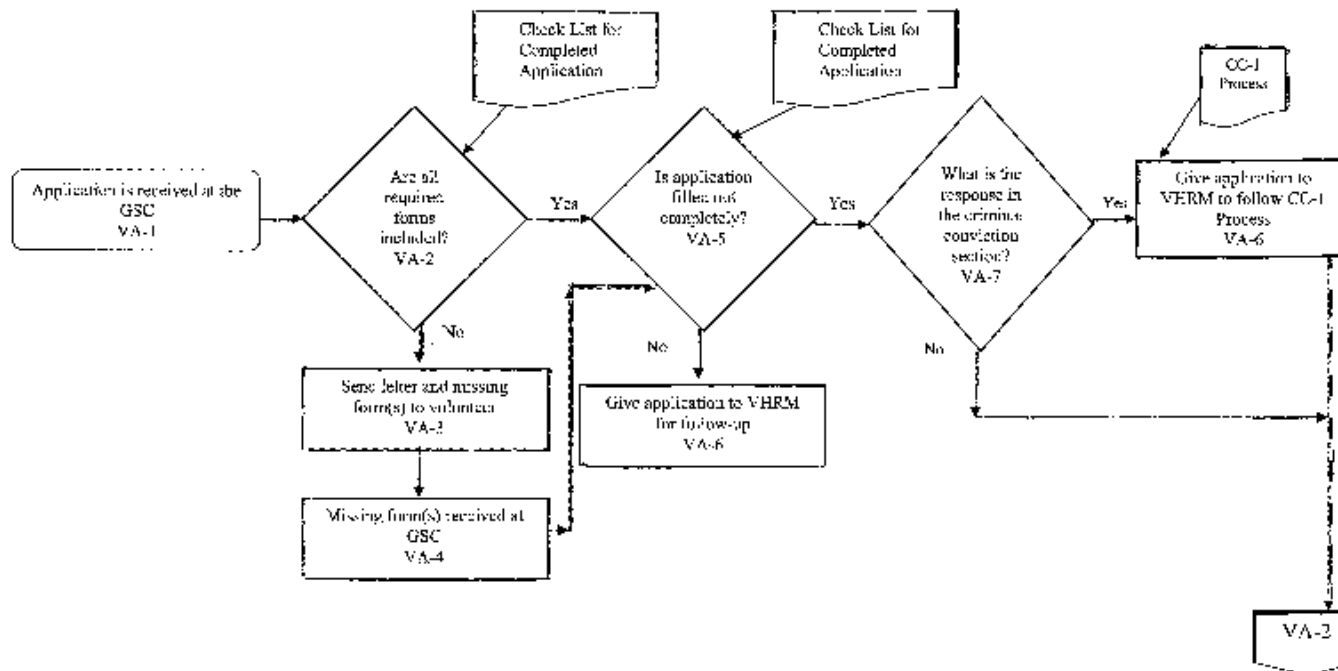 Check List for
Completed
Application
Check List for
Completed
Application
CC-1
Process
Application is received at the
GSC
VA-1
Are all
required
forms
included?
VA-2
Yes
Is application
filled out
completely?
VA-5
Yes
What is the
response in
the criminal
conviction
section?
VA-7
Yes
Give application to
VHRM to follow CC-1
Process
VA-6
No
No
No
Send letter and missing
form(s) to volunteer
VA-3
Give application to VHRM
for follow-up
VA-6
Missing form(s) received at
GSC
VA-4
VA-2